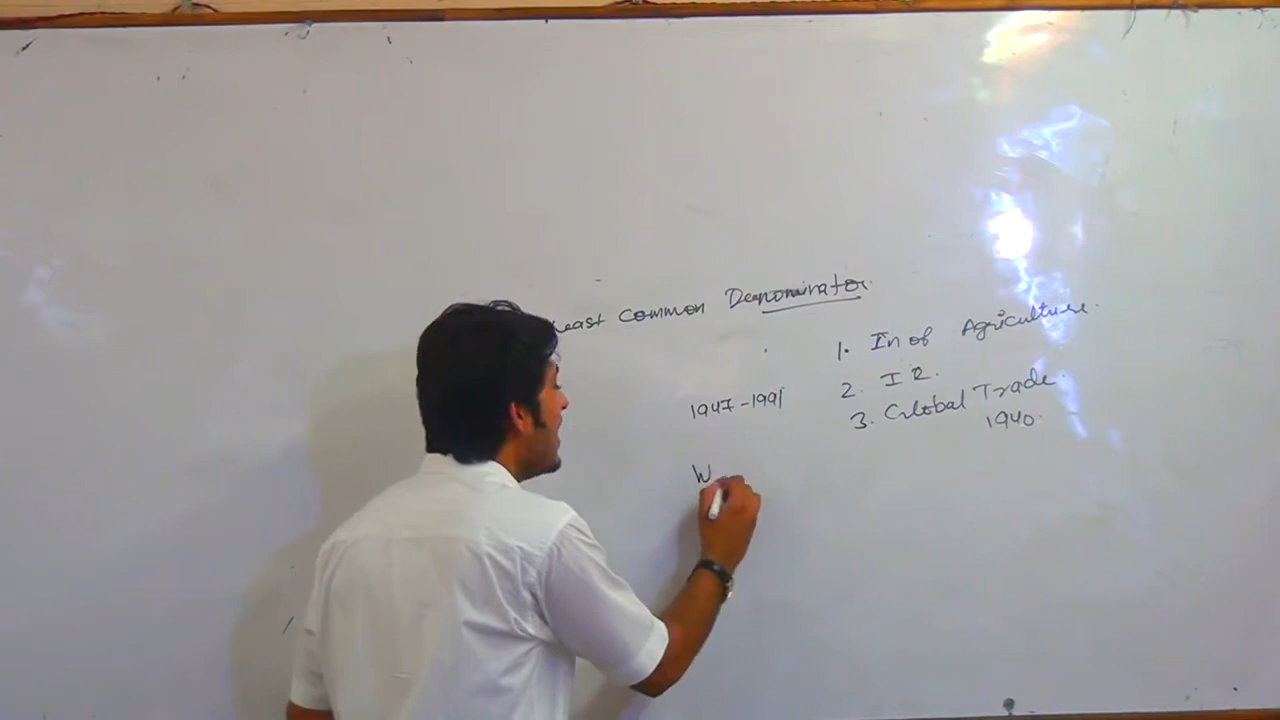 Least Common Denominator.
1. In of Agriculture.
2. I R.
3. Global Trade.
1940.
1947-1991
W